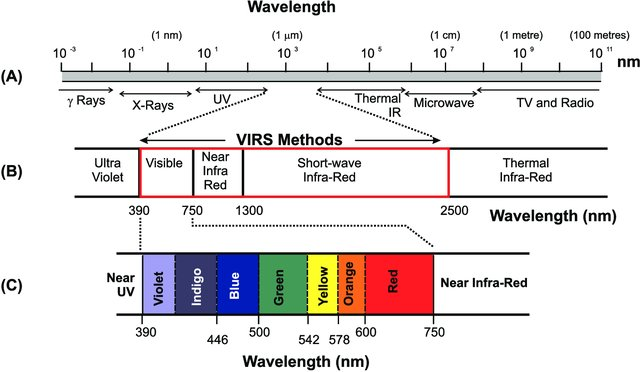 Wavelength
(1 nm) (1 µm) (1 cm) (1 metre) (100 metres)
10⁻³ 10⁻¹ 10¹ 10³ 10⁵ 10⁷ 10⁹ 10¹¹ nm
(A)
γ Rays X-Rays UV Thermal IR Microwave TV and Radio
VIRS Methods
(B)
Ultra Violet Visible Near Infra Red Short-wave Infra-Red Thermal Infra-Red
390 750 1300 2500 Wavelength (nm)
(C)
Near UV Violet Indigo Blue Green Yellow Orange Red Near Infra-Red
390 446 500 542 578 600 750
Wavelength (nm)